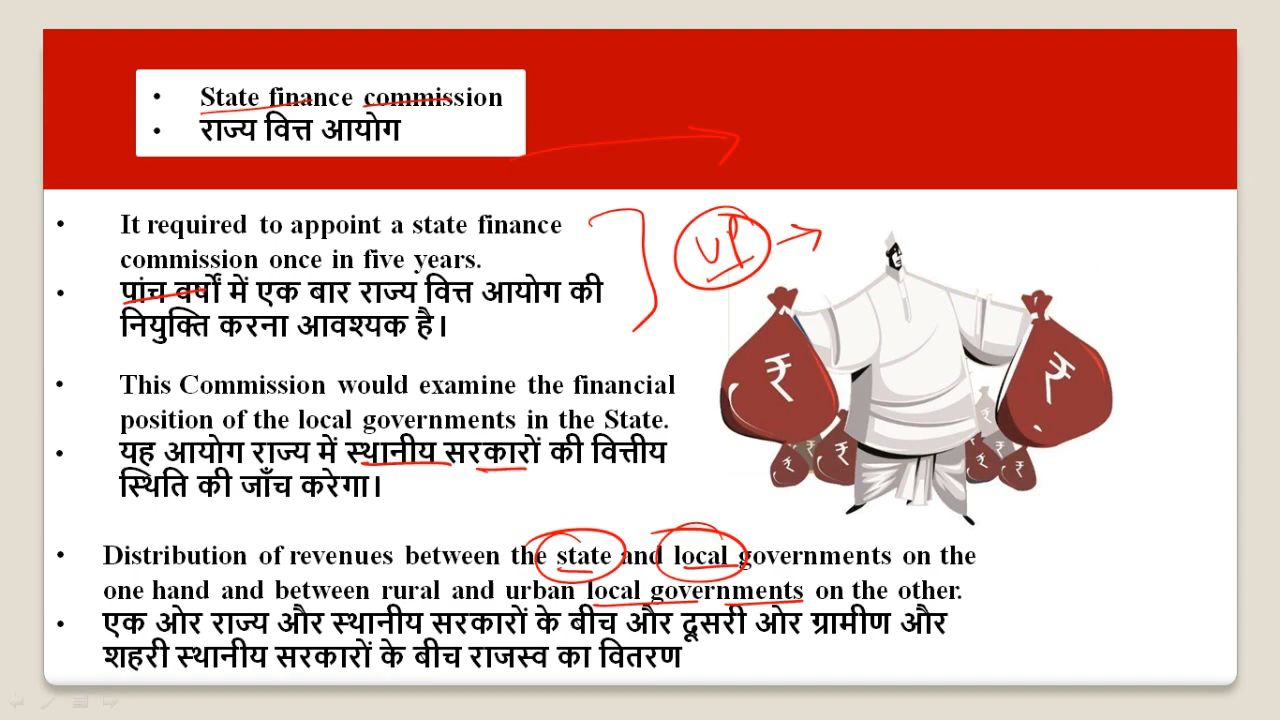 • State finance commission
• राज्य वित्त आयोग
• It required to appoint a state finance
commission once in five years.
• पांच वर्षों में एक बार राज्य वित्त आयोग की
नियुक्ति करना आवश्यक है।
UP
• This Commission would examine the financial
position of the local governments in the State.
• यह आयोग राज्य में स्थानीय सरकारों की वित्तीय
स्थिति की जाँच करेगा।
₹ ₹
₹ ₹ ₹ ₹
• Distribution of revenues between the state and local governments on the
one hand and between rural and urban local governments on the other.
• एक ओर राज्य और स्थानीय सरकारों के बीच और दूसरी ओर ग्रामीण और
शहरी स्थानीय सरकारों के बीच राजस्व का वितरण